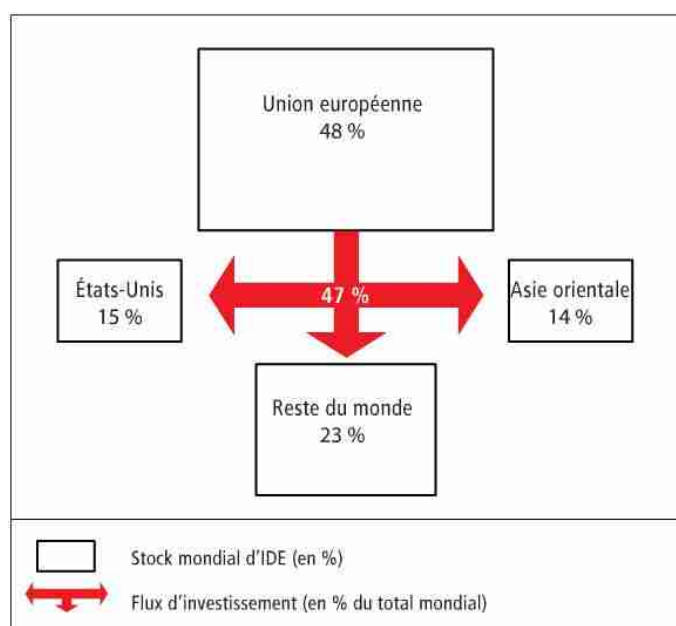 Union européenne
48 %
États-Unis
15 %
47 %
Asie orientale
14 %
Reste du monde
23 %
Stock mondial d'IDE (en %)
Flux d'investissement (en % du total mondial)